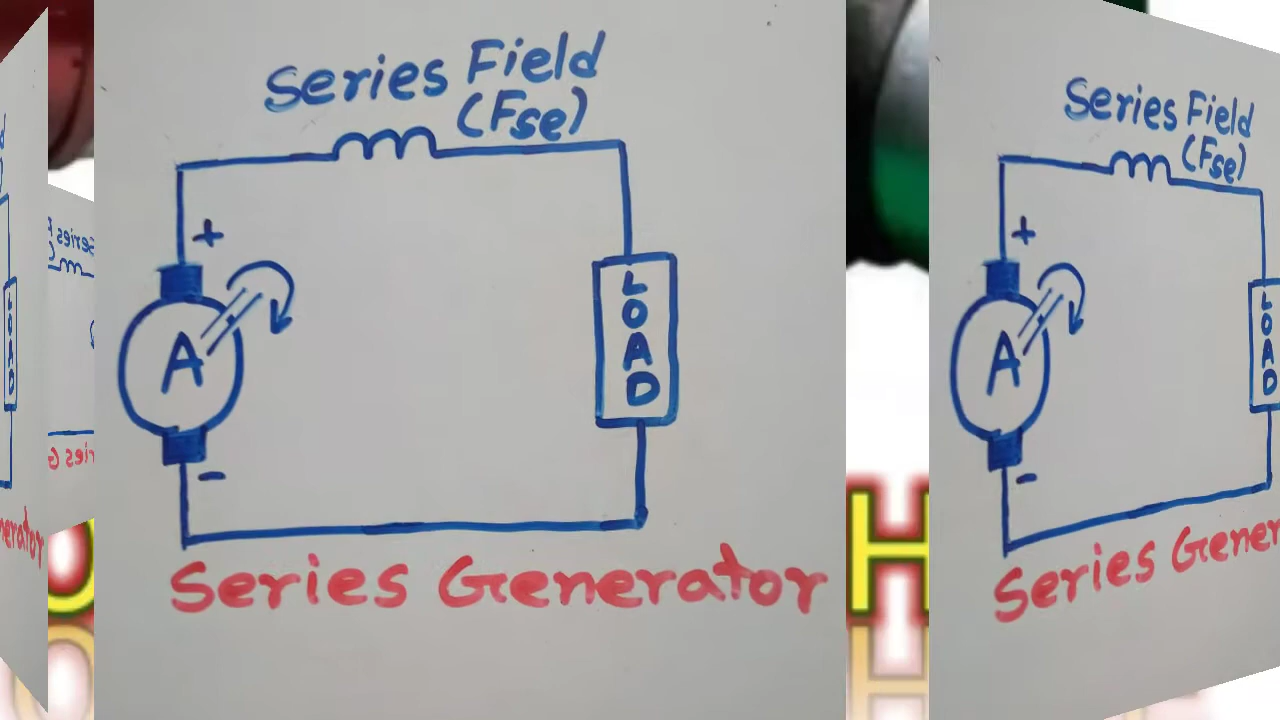 Series Field
(Fse)
+
A
LOAD
-
Series Generator
Series Field
(Fse)
+
A
LOAD
-
Series Gener
H